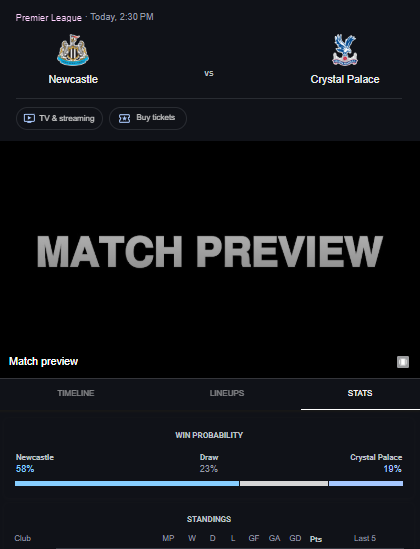 Premier League · Today, 2:30 PM
Newcastle vs Crystal Palace
TV & streaming Buy tickets
MATCH PREVIEW
Match preview
TIMELINE LINEUPS STATS
WIN PROBABILITY
Newcastle Draw Crystal Palace
58% 23% 19%
STANDINGS
Club MP W D L GF GA GD Pts Last 5